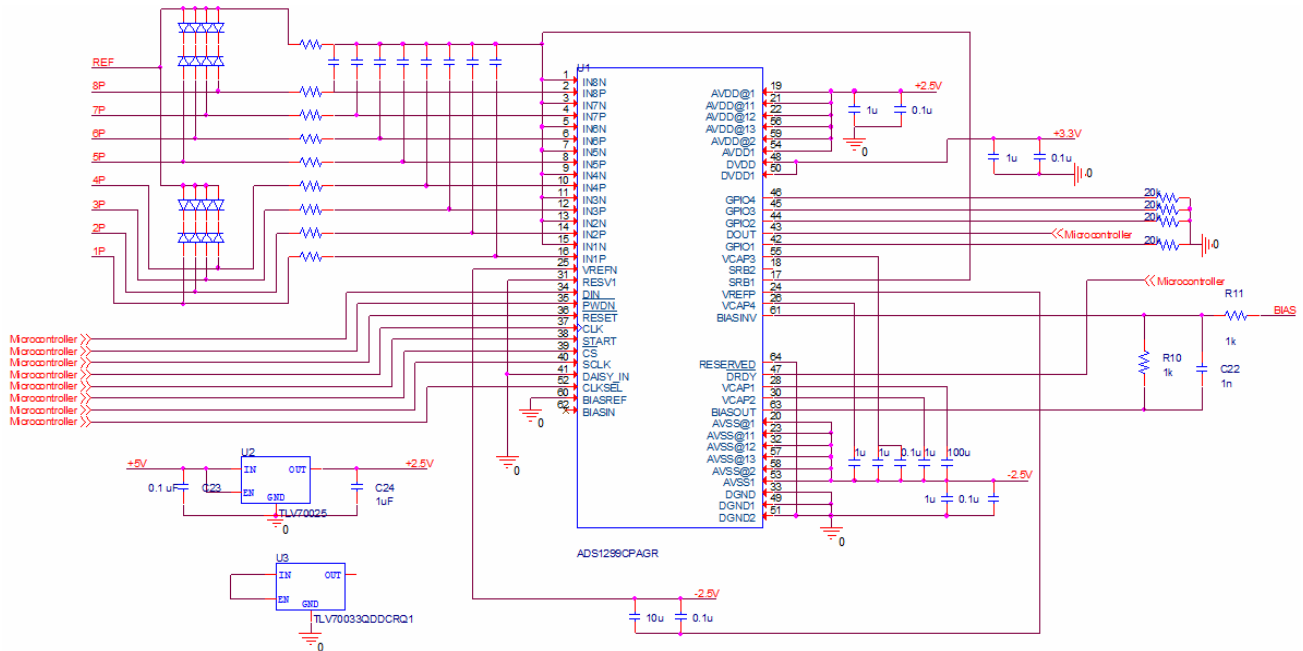 REF
8P
7P
6P
5P
4P
3P
2P
1P
U1
1 IN8N
2 IN8P
3 IN7N
4 IN7P
5 IN6N
6 IN6P
7 IN5N
8 IN5P
9 IN4N
10 IN4P
11 IN3N
12 IN3P
13 IN2N
14 IN2P
15 IN1N
16 IN1P
25 VREFN
31 RESV1
34 DIN
35 PWDN
36 RESET
37 CLK
38 START
39 CS
40 SCLK
41 DAISY_IN
52 CLKSEL
60 BIASREF
62 BIASIN
0
0
AVDD@1 19
AVDD@11 21
AVDD@12 22
AVDD@13 56
AVDD@2 59
AVDD1 54
DVDD 48
DVDD1 50
GPIO4 46
GPIO3 45
GPIO2 44
DOUT 43
GPIO1 42
VCAP3 55
SRB2 18
SRB1 17
VREFP 24
VCAP4 26
BIASINV 61
RESERVED 64
DRDY 47
VCAP1 28
VCAP2 30
BIASOUT 63
AVSS@1 20
AVSS@11 23
AVSS@12 32
AVSS@13 57
AVSS@2 58
AVSS1 53
DGND 33
DGND1 49
DGND2 51
ADS1299CPAGR
+2.5V
1u 0.1u
0
+3.3V
1u 0.1u
0
20k
20k
20k
20k
0
Microcontroller
Microcontroller
R11
1k
BIAS
R10
1k
C22
1n
1u 1u 0.1u 1u 100u
-2.5V
1u 0.1u
0
Microcontroller
Microcontroller
Microcontroller
Microcontroller
Microcontroller
Microcontroller
Microcontroller
Microcontroller
+5V
U2
IN OUT
EN
GND
TLV70025
+2.5V
0.1 uF C23
C24
1uF
0
U3
IN OUT
EN
GND
TLV70033QDDCRQ1
0
-2.5V
10u 0.1u